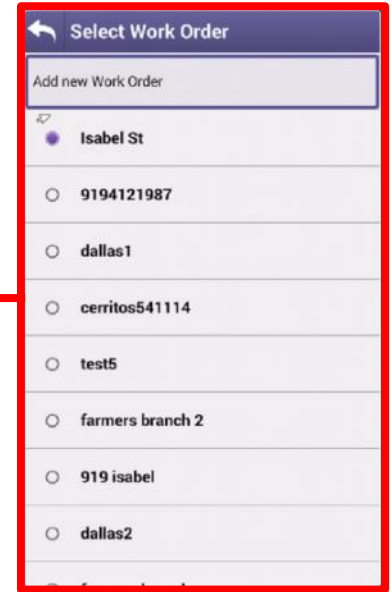 Select Work Order
Add new Work Order
Isabel St
9194121987
dallas1
cerritos541114
test5
farmers branch 2
919 isabel
dallas2